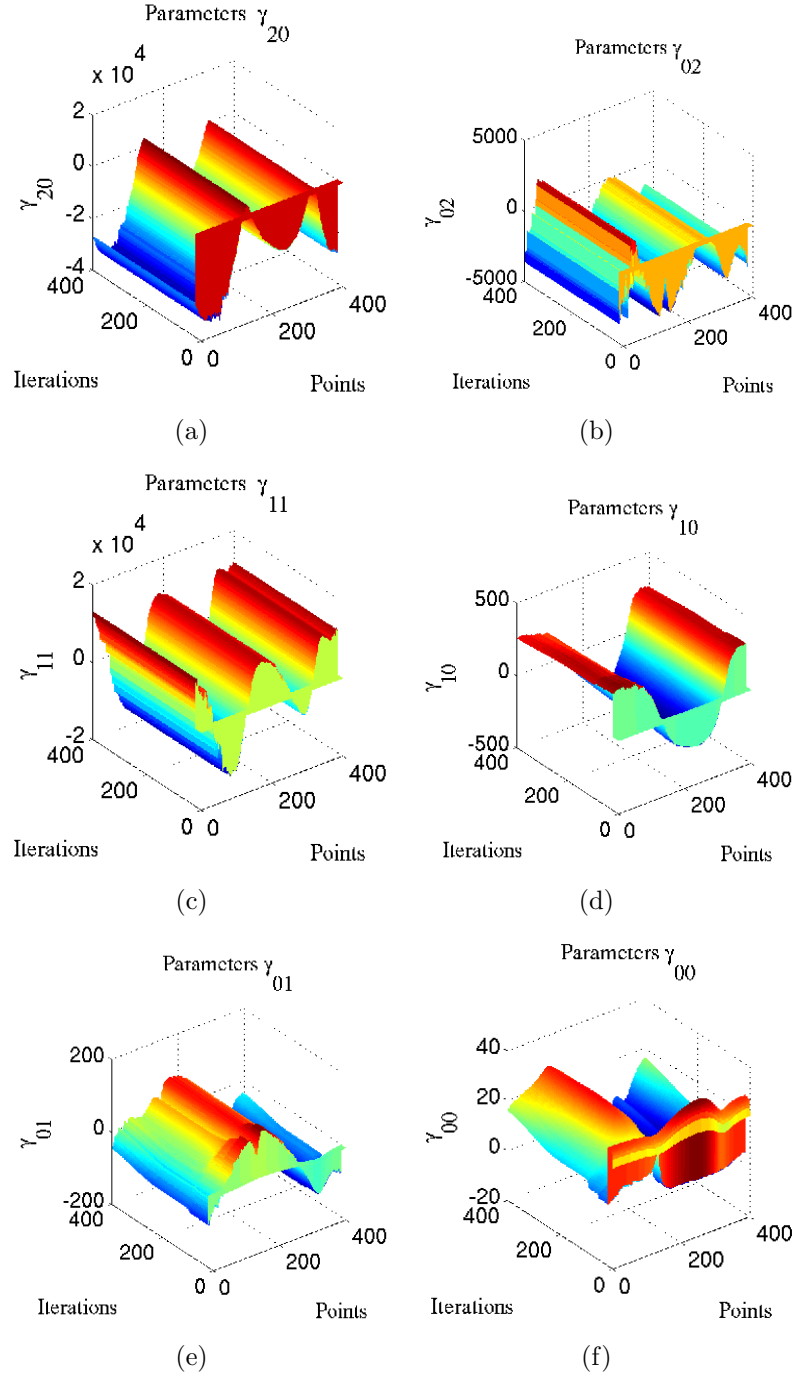 Parameters γ20
x 10^4
2
0
-2
-4
γ20
400
200
0 0
200
400
Iterations
Points
(a)
Parameters γ02
5000
0
-5000
γ02
400
200
0 0
200
400
Iterations
Points
(b)
Parameters γ11
x 10^4
2
0
-2
γ11
400
200
0 0
200
400
Iterations
Points
(c)
Parameters γ10
500
0
-500
γ10
400
200
0 0
200
400
Iterations
Points
(d)
Parameters γ01
200
0
-200
γ01
400
200
0 0
200
400
Iterations
Points
(e)
Parameters γ00
40
20
0
-20
γ00
400
200
0 0
200
400
Iterations
Points
(f)